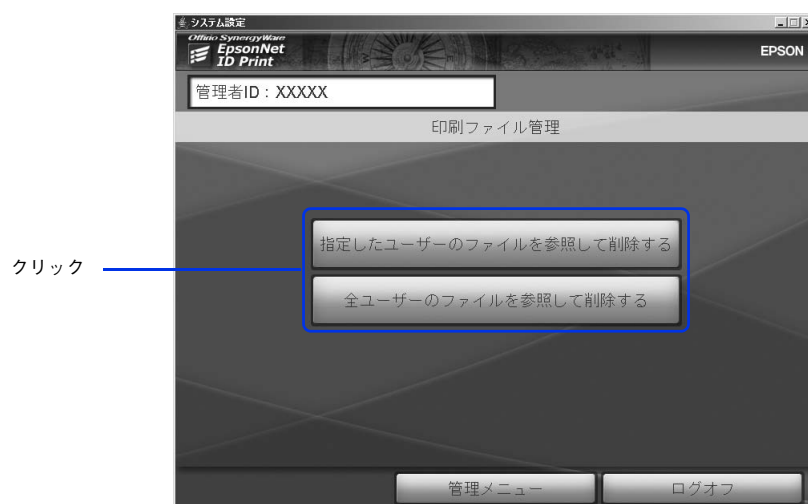 システム設定
Offirio SynergyWare
EpsonNet
ID Print
EPSON
管理者ID：XXXXX
印刷ファイル管理
指定したユーザーのファイルを参照して削除する
クリック
全ユーザーのファイルを参照して削除する
管理メニュー
ログオフ